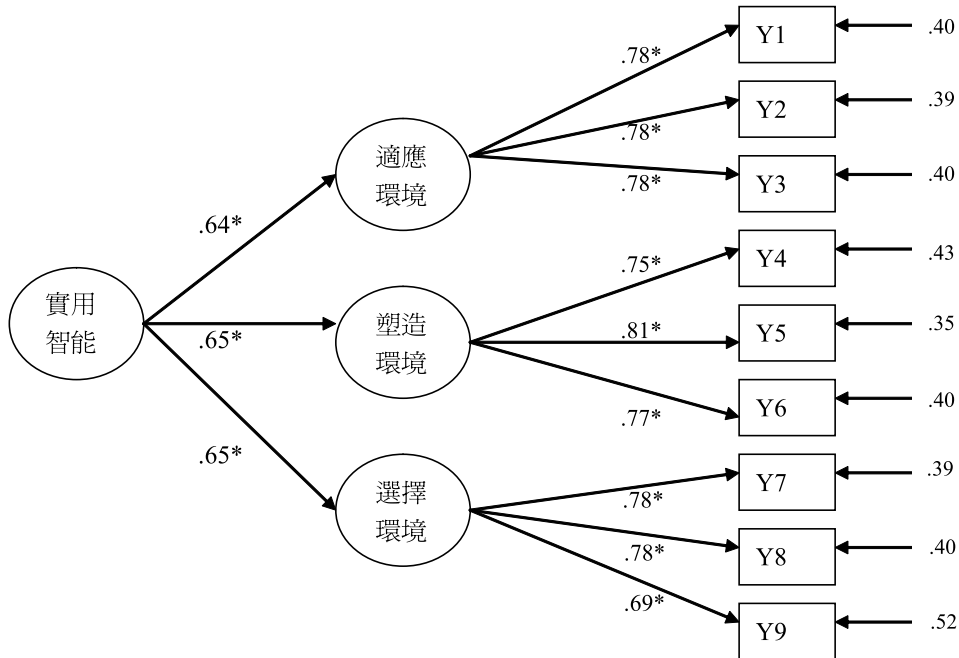 Y1
.40
.78*
Y2
.39
.78*
適應
環境
Y3
.40
.78*
.64*
Y4
.43
.75*
實用
智能
.65*
塑造
環境
.81*
Y5
.35
Y6
.40
.77*
.65*
選擇
環境
Y7
.39
.78*
Y8
.40
.78*
.69*
Y9
.52